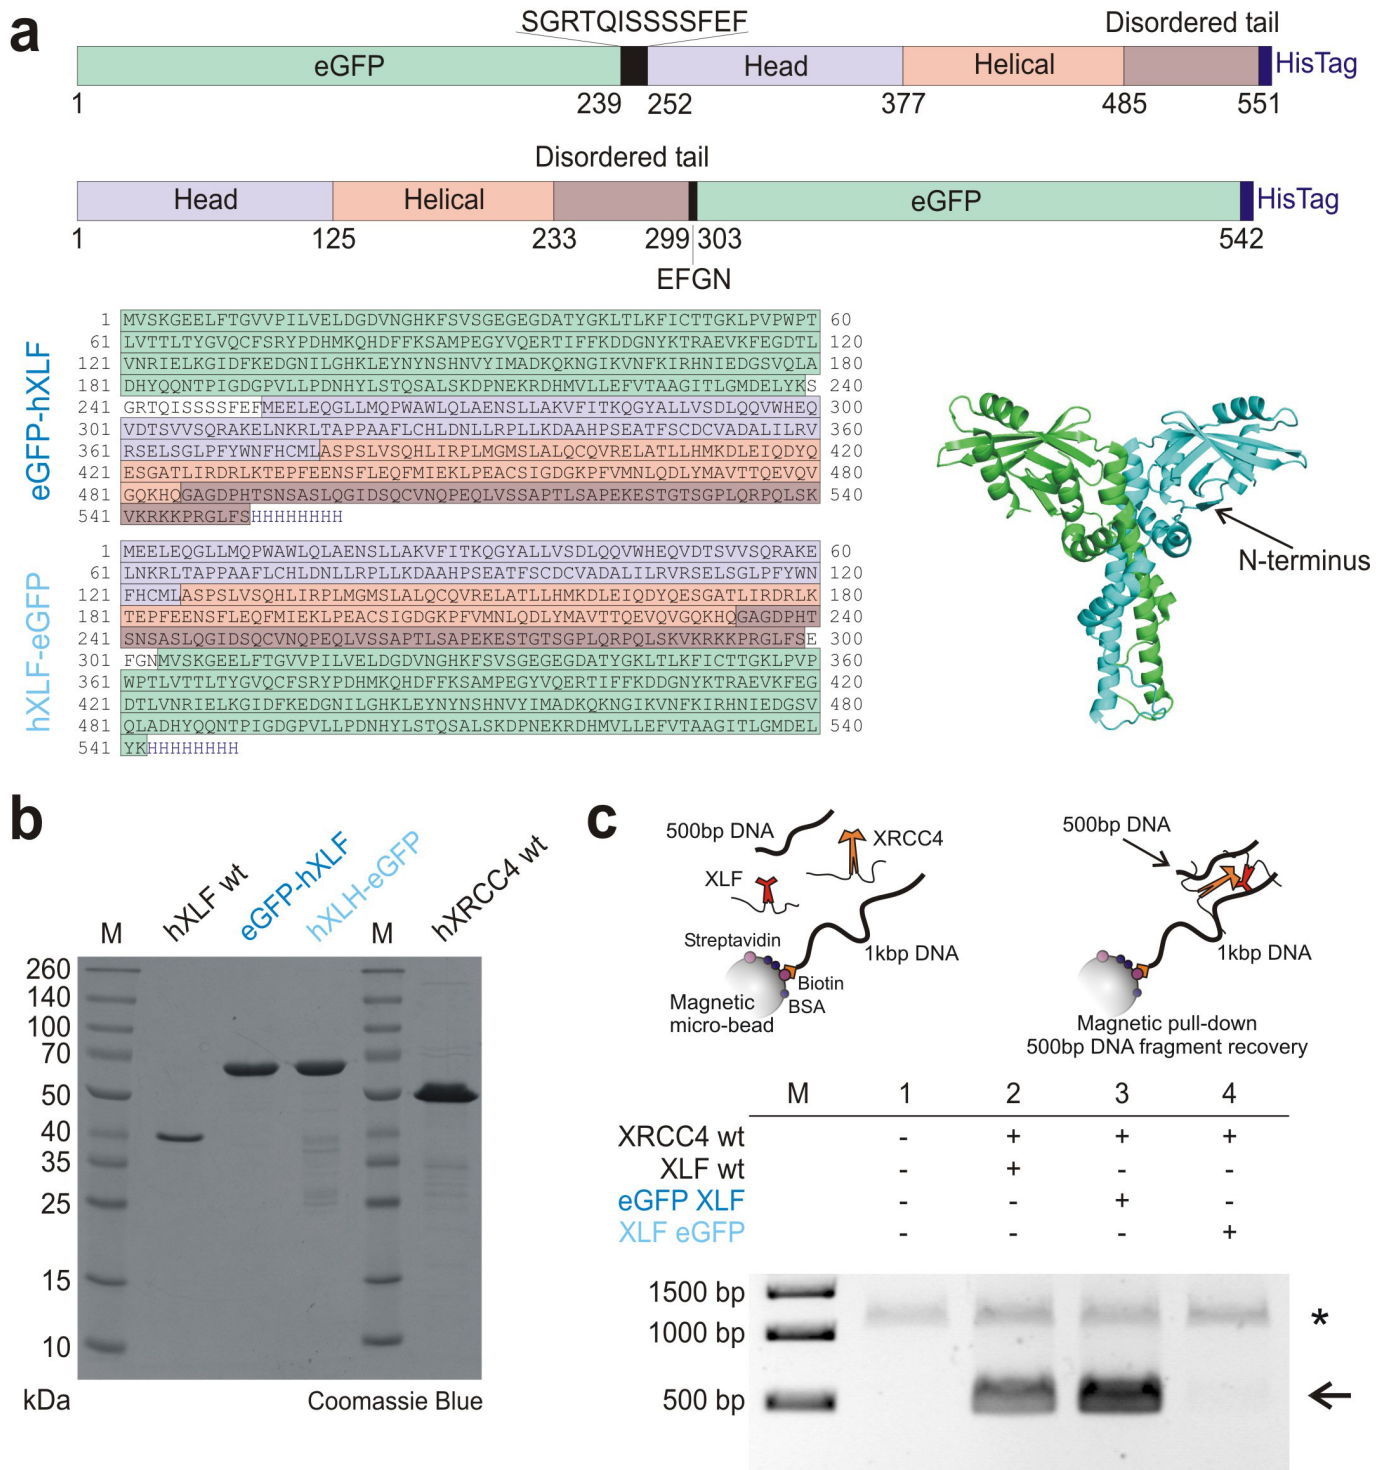 a
SGRTQISSSSFEF
Disordered tail
eGFP
Head
Helical
HisTag
1
239
252
377
485
551
Disordered tail
Head
Helical
eGFP
HisTag
1
125
233
299
303
542
EFGN
eGFP-hXLF
1 MVSKGEELFTGVVPILVELDGDVNGHKFSVSGEGEGDATYGKLTLKFICTTGKLPVPWPT 60
61 LVTTLTYGVQCFSRYPDHMKQHDFFKSAMPEGYVQERTIFFKDDGNYKTRAEVKFEGDTL 120
121 VNRIELKGIDFKEDGNILGHKLEYNYNSHNVYIMADKQKNGIKVNFKIRHNIEDGSVQLA 180
181 DHYQQNTPIGDGPVLLPDNHYLSTQSALSKDPNEKRDHMVLLEFVTAAGITLGMDELYKS 240
241 GRTQISSSSFEFMEELEQGLLMQPWAWLQLAENSLLAKVFITKQGYALLVSDLQQVWHEQ 300
301 VDTSVVSQRAKELNKRLTAPPAAFLCHLDNLLRPLLKDAAHPSEATFSCDCVADALILRV 360
361 RSELSGLPFYWNFHCMLASPSLVSQHLIRPLMGMSLALQCQVRELATLLHMKDLEIQDYQ 420
421 ESGATLIRDRLKTEPFEENSFLEQFMIEKLPEACSIGDGKPFVMNLQDLYMAVTTQEVQV 480
481 GQKHQGAGDPHTSNSASLQGIDSQCVNQPEQLVSSAPTLSAPEKESTGTSGPLQRPQLSK 540
541 VKRKKPRGLFSHHHHHHHH
hXLF-eGFP
1 MEELEQGLLMQPWAWLQLAENSLLAKVFITKQGYALLVSDLQQVWHEQVDTSVVSQRAKE 60
61 LNKRLTAPPAAFLCHLDNLLRPLLKDAAHPSEATFSCDCVADALILRVRSELSGLPFYWN 120
121 FHCMLASPSLVSQHLIRPLMGMSLALQCQVRELATLLHMKDLEIQDYQESGATLIRDRLK 180
181 TEPFEENSFLEQFMIEKLPEACSIGDGKPFVMNLQDLYMAVTTQEVQVGQKHQGAGDPHT 240
241 SNSASLQGIDSQCVNQPEQLVSSAPTLSAPEKESTGTSGPLQRPQLSKVKRKKPRGLFSE 300
301 FGNMVSKGEELFTGVVPILVELDGDVNGHKFSVSGEGEGDATYGKLTLKFICTTGKLPVP 360
361 WPTLVTTLTYGVQCFSRYPDHMKQHDFFKSAMPEGYVQERTIFFKDDGNYKTRAEVKFEG 420
421 DTLVNRIELKGIDFKEDGNILGHKLEYNYNSHNVYIMADKQKNGIKVNFKIRHNIEDGSV 480
481 QLADHYQQNTPIGDGPVLLPDNHYLSTQSALSKDPNEKRDHMVLLEFVTAAGITLGMDEL 540
541 YKHHHHHHHH
N-terminus
b
M
hXLF wt
eGFP-hXLF
hXLH-eGFP
M
hXRCC4 wt
260
140
100
70
50
40
35
25
15
10
kDa
Coomassie Blue
c
500bp DNA
XRCC4
XLF
Streptavidin
1kbp DNA
Biotin
BSA
Magnetic
micro-bead
500bp DNA
1kbp DNA
Magnetic pull-down
500bp DNA fragment recovery
M 1 2 3 4
XRCC4 wt - + + +
XLF wt - + - -
eGFP XLF - - + -
XLF eGFP - - - +
1500 bp
*
1000 bp
500 bp